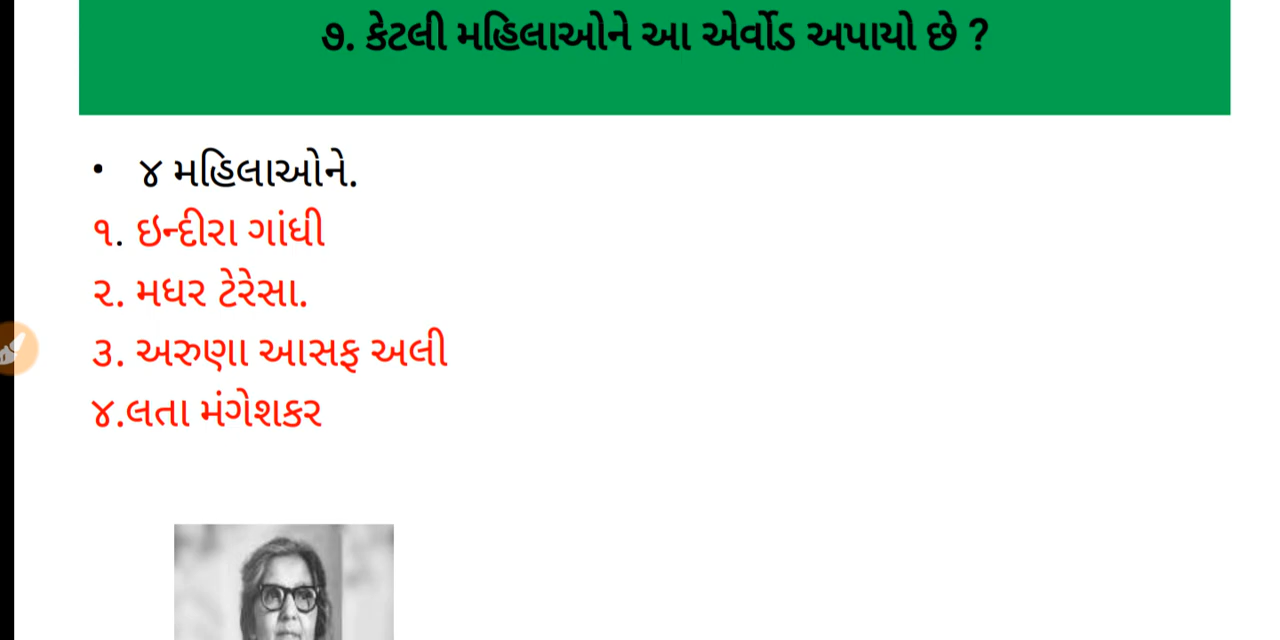 ૭. કેટલી મહિલાઓને આ એર્વોડ અપાયો છે ?
• ૪ મહિલાઓને.
૧. ઇન્દીરા ગાંધી
૨. મધર ટેરેસા.
૩. અરુણા આસફ અલી
૪.લતા મંગેશકર